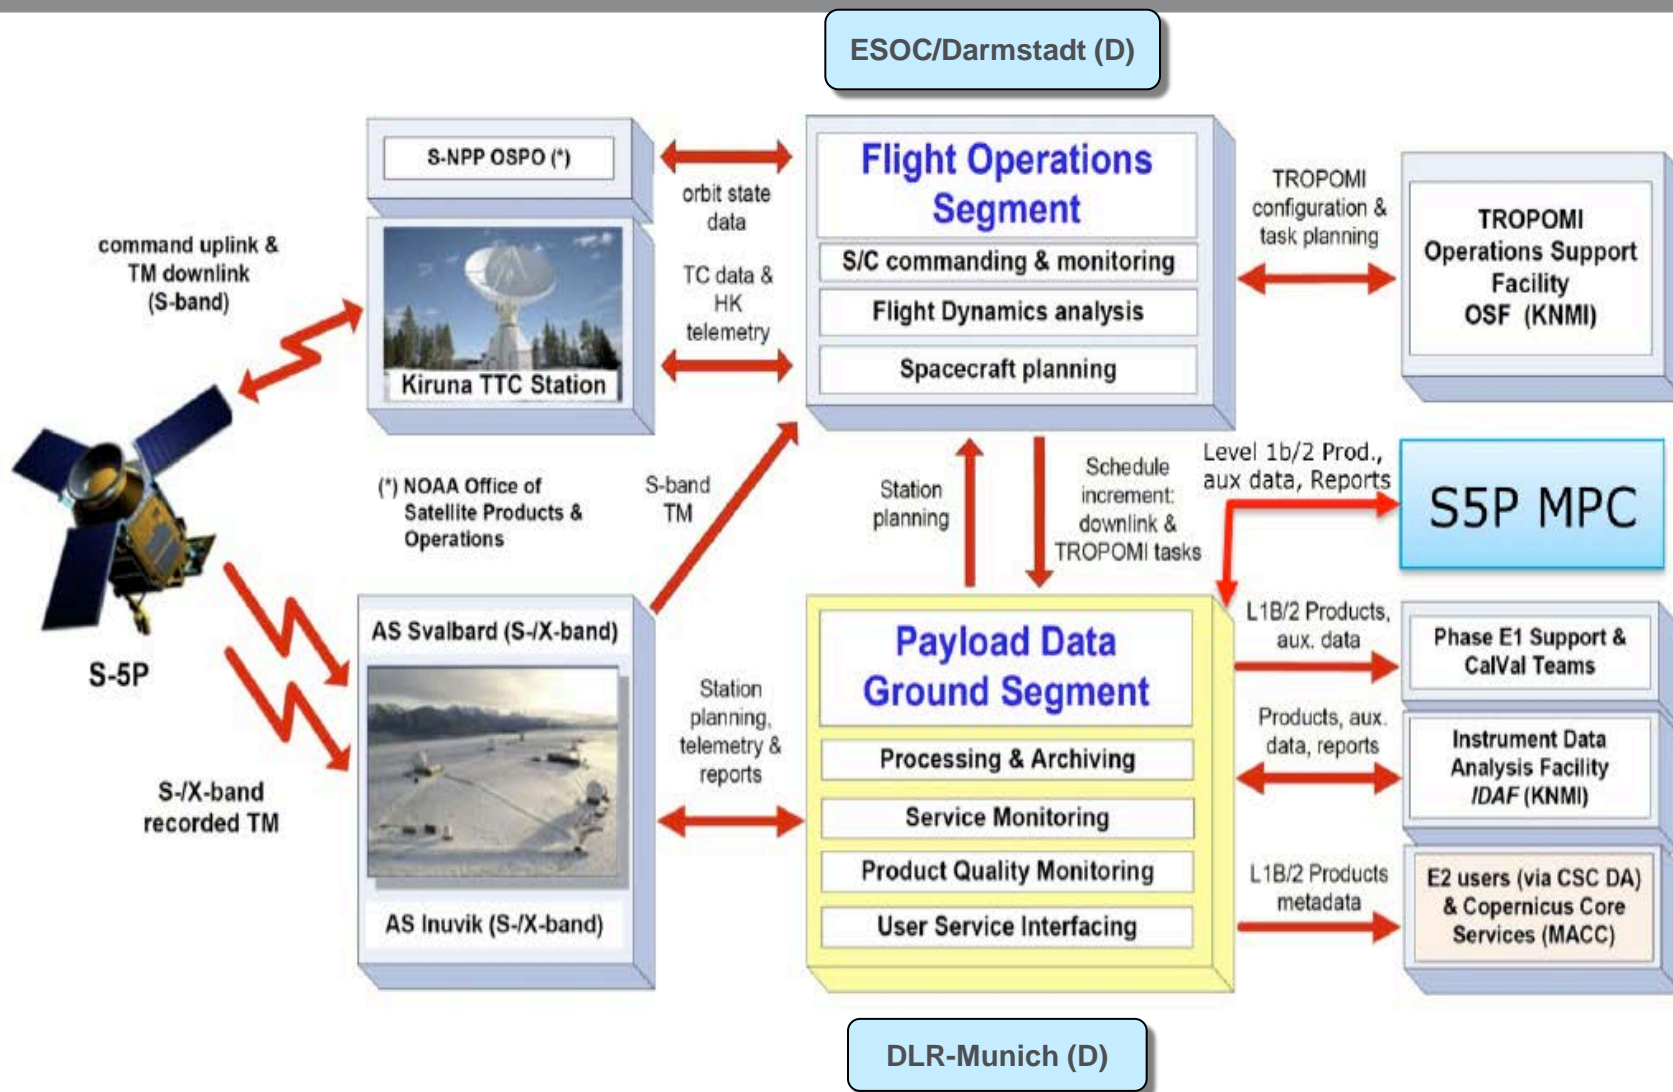 ESOC/Darmstadt (D)
S-NPP OSPO (*)
orbit state
data
Flight Operations
Segment
S/C commanding & monitoring
Flight Dynamics analysis
Spacecraft planning
TROPOMI
configuration &
task planning
TROPOMI
Operations Support
Facility
OSF (KNMI)
command uplink &
TM downlink
(S-band)
TC data &
HK
telemetry
Kiruna TTC Station
(*) NOAA Office of
Satellite Products &
Operations
S-band
TM
Station
planning
Schedule
increment:
downlink &
TROPOMI tasks
Level 1b/2 Prod.,
aux data, Reports
S5P MPC
S-5P
S-/X-band
recorded TM
AS Svalbard (S-/X-band)
AS Inuvik (S-/X-band)
Station
planning,
telemetry &
reports
Payload Data
Ground Segment
Processing & Archiving
Service Monitoring
Product Quality Monitoring
User Service Interfacing
L1B/2 Products,
aux. data
Phase E1 Support &
CalVal Teams
Products, aux.
data, reports
Instrument Data
Analysis Facility
IDAF (KNMI)
L1B/2 Products
metadata
E2 users (via CSC DA)
& Copernicus Core
Services (MACC)
DLR-Munich (D)